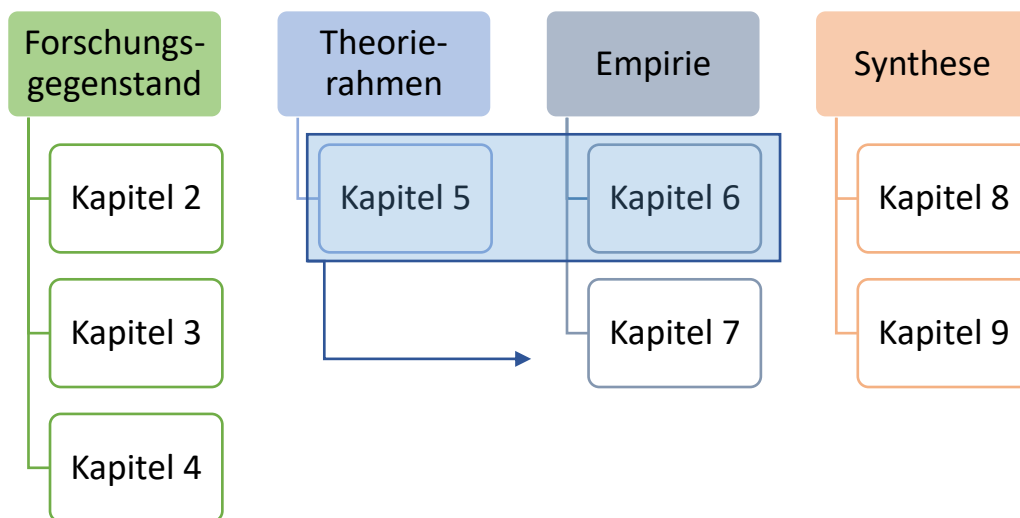 Forschungs-
gegenstand
Kapitel 2
Kapitel 3
Kapitel 4
Theorie-
rahmen
Kapitel 5
Empirie
Kapitel 6
Kapitel 7
Synthese
Kapitel 8
Kapitel 9